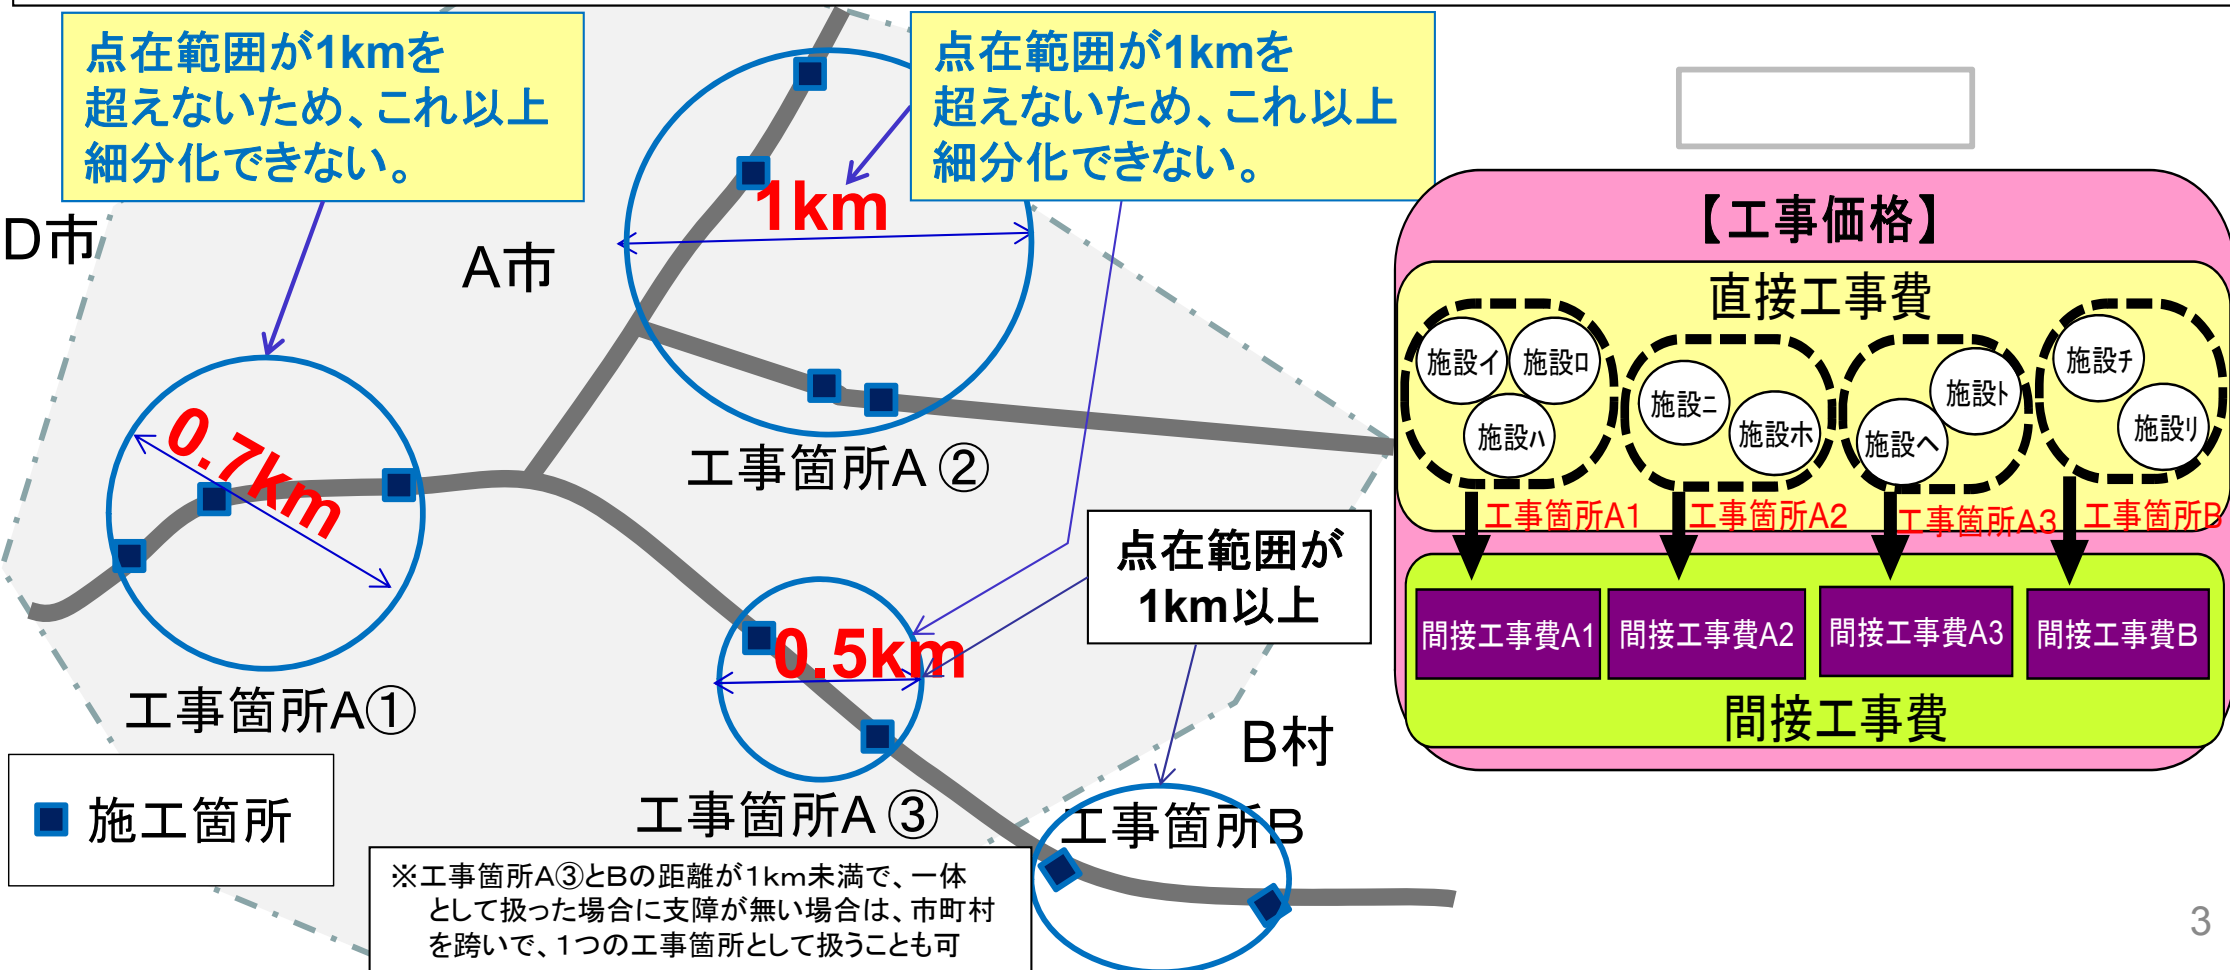 点在範囲が1kmを
超えないため、これ以上
細分化できない。
点在範囲が1kmを
超えないため、これ以上
細分化できない。
D市
A市
1km
0.7km
工事箇所A②
工事箇所A①
0.5km
工事箇所A③
点在範囲が
1km以上
B村
工事箇所B
施工箇所
※工事箇所A③とBの距離が1km未満で、一体
として扱った場合に支障が無い場合は、市町村
を跨いで、1つの工事箇所として扱うことも可
【工事価格】
直接工事費
施設イ
施設ロ
施設ハ
施設ニ
施設ホ
施設ヘ
施設ト
施設チ
施設リ
工事箇所A1
工事箇所A2
工事箇所A3
工事箇所B
間接工事費A1
間接工事費A2
間接工事費A3
間接工事費B
間接工事費
3